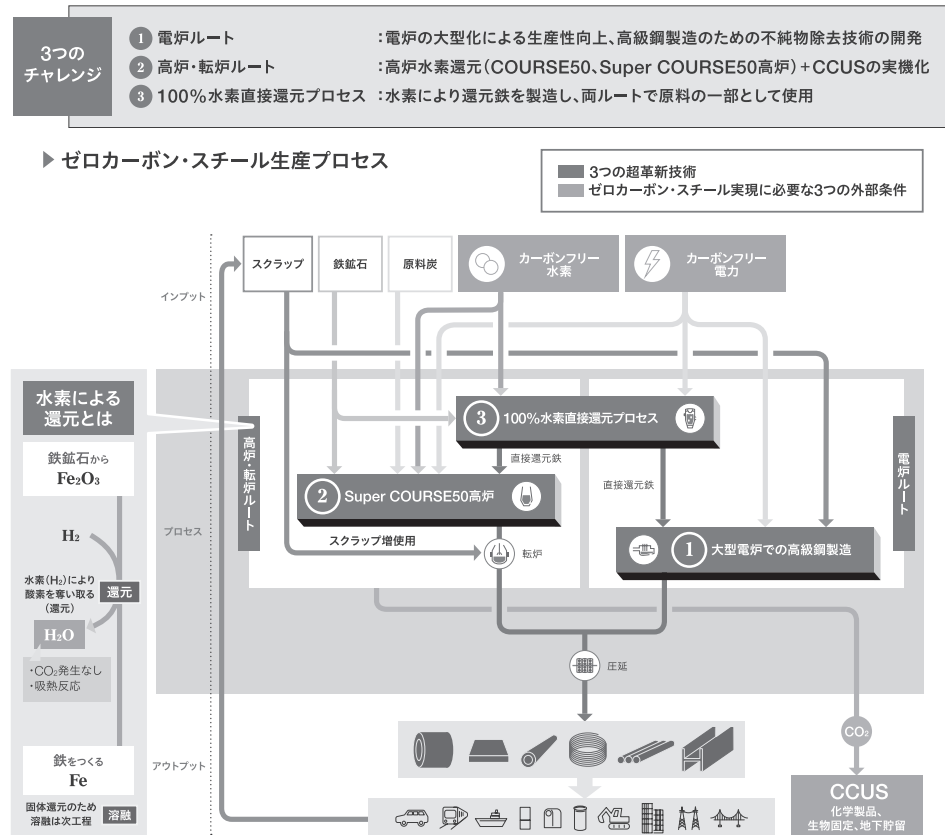 3つの
チャレンジ
1 電炉ルート：電炉の大型化による生産性向上、高級鋼製造のための不純物除去技術の開発
2 高炉・転炉ルート：高炉水素還元（COURSE50、Super COURSE50高炉）+CCUSの実機化
3 100%水素直接還元プロセス：水素により還元鉄を製造し、両ルートで原料の一部として使用
▶ ゼロカーボン・スチール生産プロセス
3つの超革新技術
ゼロカーボン・スチール実現に必要な3つの外部条件
スクラップ
鉄鉱石
原料炭
カーボンフリー
水素
カーボンフリー
電力
インプット
水素による
還元とは
鉄鉱石から
Fe₂O₃
H₂
水素（H₂）により
酸素を奪い取る
（還元）
還元
H₂O
・CO₂発生なし
・吸熱反応
鉄をつくる
Fe
固体還元のため
溶融は次工程
溶融
プロセス
高炉・転炉ルート
3 100%水素直接還元プロセス
直接還元鉄
2 Super COURSE50高炉
直接還元鉄
スクラップ増使用
転炉
1 大型電炉での高級鋼製造
電炉ルート
圧延
アウトプット
CO₂
CCUS
化学製品、
生物固定、地下貯留